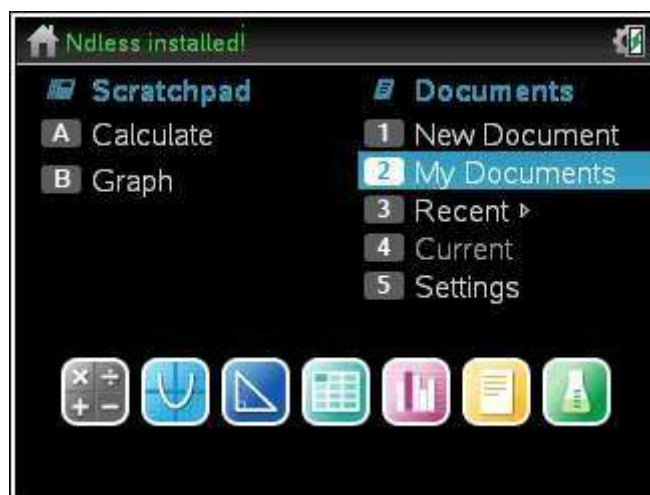 Ndless installed!
Scratchpad
A Calculate
B Graph
Documents
1 New Document
2 My Documents
3 Recent ▹
4 Current
5 Settings